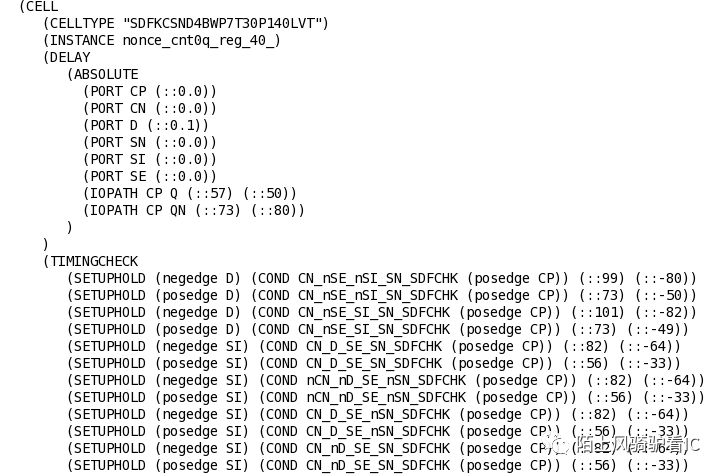 (CELL
(CELLTYPE "SDFKCSND4BWP7T30P140LVT")
(INSTANCE nonce_cnt0q_reg_40_)
(DELAY
(ABSOLUTE
(PORT CP (::0.0))
(PORT CN (::0.0))
(PORT D (::0.1))
(PORT SN (::0.0))
(PORT SI (::0.0))
(PORT SE (::0.0))
(IOPATH CP Q (::57) (::50))
(IOPATH CP QN (::73) (::80))
)
)
(TIMINGCHECK
(SETUPHOLD (negedge D) (COND CN_nSE_nSI_SN_SDFCHK (posedge CP)) (::99) (::-80))
(SETUPHOLD (posedge D) (COND CN_nSE_nSI_SN_SDFCHK (posedge CP)) (::73) (::-50))
(SETUPHOLD (negedge D) (COND CN_nSE_SI_SN_SDFCHK (posedge CP)) (::101) (::-82))
(SETUPHOLD (posedge D) (COND CN_nSE_SI_SN_SDFCHK (posedge CP)) (::73) (::-49))
(SETUPHOLD (negedge SI) (COND CN_D_SE_SN_SDFCHK (posedge CP)) (::82) (::-64))
(SETUPHOLD (posedge SI) (COND CN_D_SE_SN_SDFCHK (posedge CP)) (::56) (::-33))
(SETUPHOLD (negedge SI) (COND nCN_nD_SE_nSN_SDFCHK (posedge CP)) (::82) (::-64))
(SETUPHOLD (posedge SI) (COND nCN_nD_SE_nSN_SDFCHK (posedge CP)) (::56) (::-33))
(SETUPHOLD (negedge SI) (COND CN_D_SE_nSN_SDFCHK (posedge CP)) (::82) (::-64))
(SETUPHOLD (posedge SI) (COND CN_D_SE_nSN_SDFCHK (posedge CP)) (::56) (::-33))
(SETUPHOLD (negedge SI) (COND CN_nD_SE_SN_SDFCHK (posedge CP)) (::82) (::-64))
(SETUPHOLD (posedge SI) (COND CN_nD_SE_SN_SDFCHK (posedge CP)) (::56) (::-33))
陌上风骑驴看IC